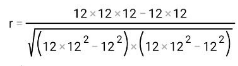 r = 12×12×12 − 12×12 / √((12×12² − 12²)×(12×12² − 12²))